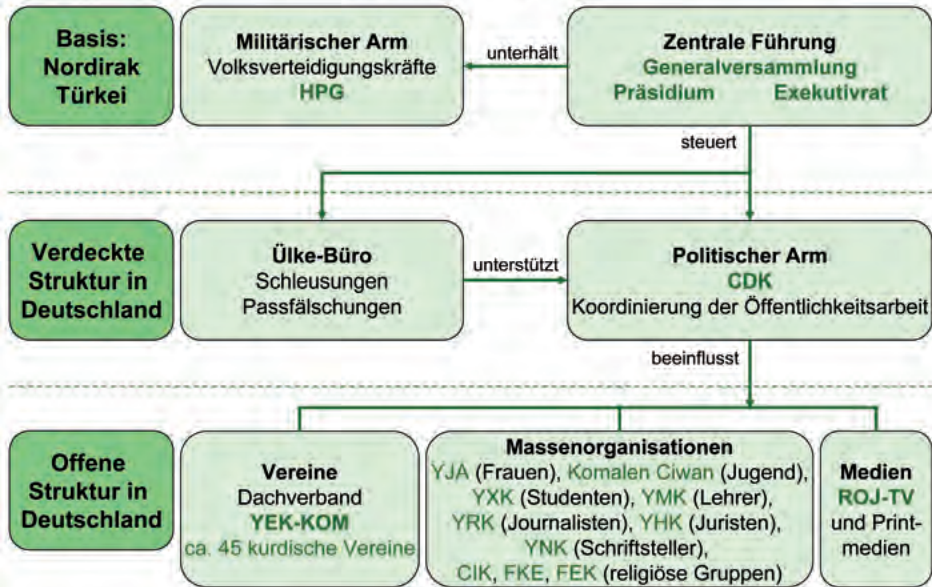 Basis:
Nordirak
Türkei
Militärischer Arm
Volksverteidigungskräfte
HPG
unterhält
Zentrale Führung
Generalversammlung
Präsidium Exekutivrat
steuert
Verdeckte
Struktur in
Deutschland
Ülke-Büro
Schleusungen
Passfälschungen
unterstützt
Politischer Arm
CDK
Koordinierung der Öffentlichkeitsarbeit
beeinflusst
Offene
Struktur in
Deutschland
Vereine
Dachverband
YEK-KOM
ca. 45 kurdische Vereine
Massenorganisationen
YJA (Frauen), Komalen Ciwan (Jugend),
YXK (Studenten), YMK (Lehrer),
YRK (Journalisten), YHK (Juristen),
YNK (Schriftsteller),
CIK, FKE, FEK (religiöse Gruppen)
Medien
ROJ-TV
und Print-
medien